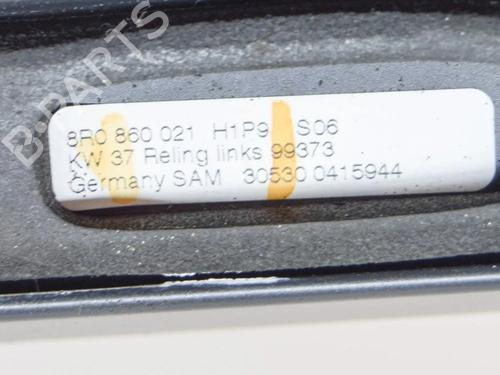 B-PARTS
8R0 860 021 H1P9 S06
KW 37 Reling links 99373
Germany SAM 30530 0415944